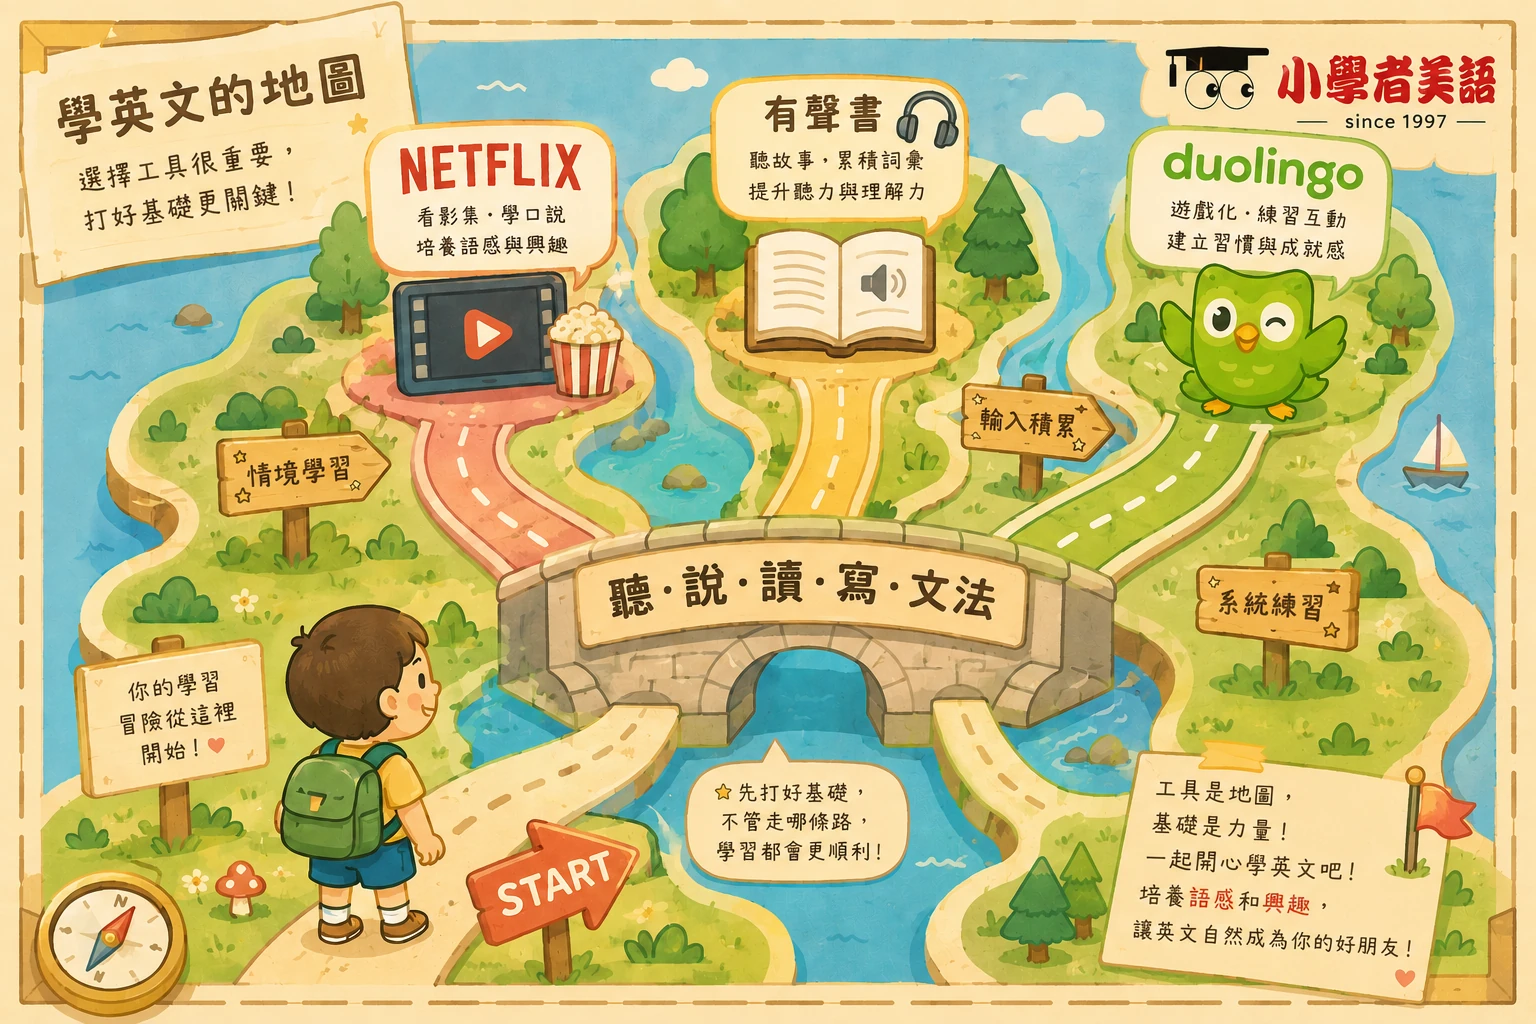 學英文的地圖
選擇工具很重要，
打好基礎更關鍵！
小學者美語
since 1997
NETFLIX
看影集·學口說
培養語感與興趣
有聲書
聽故事，累積詞彙
提升聽力與理解力
duolingo
遊戲化·練習互動
建立習慣與成就感
情境學習
輸入積累
系統練習
聽·說·讀·寫·文法
你的學習
冒險從這裡
開始！
START
先打好基礎，
不管走哪條路，
學習都會更順利！
工具是地圖，
基礎是力量！
一起開心學英文吧！
培養語感和興趣，
讓英文自然成為你的好朋友！
N
N